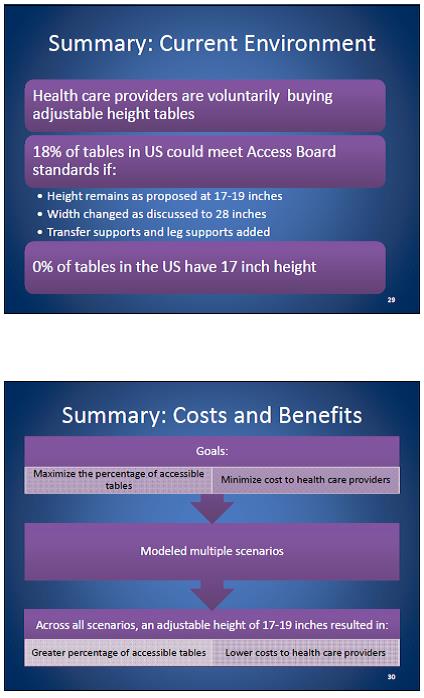 Summary: Current Environment
Health care providers are voluntarily buying
adjustable height tables
18% of tables in US could meet Access Board
standards if:
• Height remains as proposed at 17-19 inches
• Width changed as discussed to 28 inches
• Transfer supports and leg supports added
0% of tables in the US have 17 inch height
29
Summary: Costs and Benefits
Goals:
Maximize the percentage of accessible
tables
Minimize cost to health care providers
Modeled multiple scenarios
Across all scenarios, an adjustable height of 17-19 inches resulted in:
Greater percentage of accessible tables
Lower costs to health care providers
30